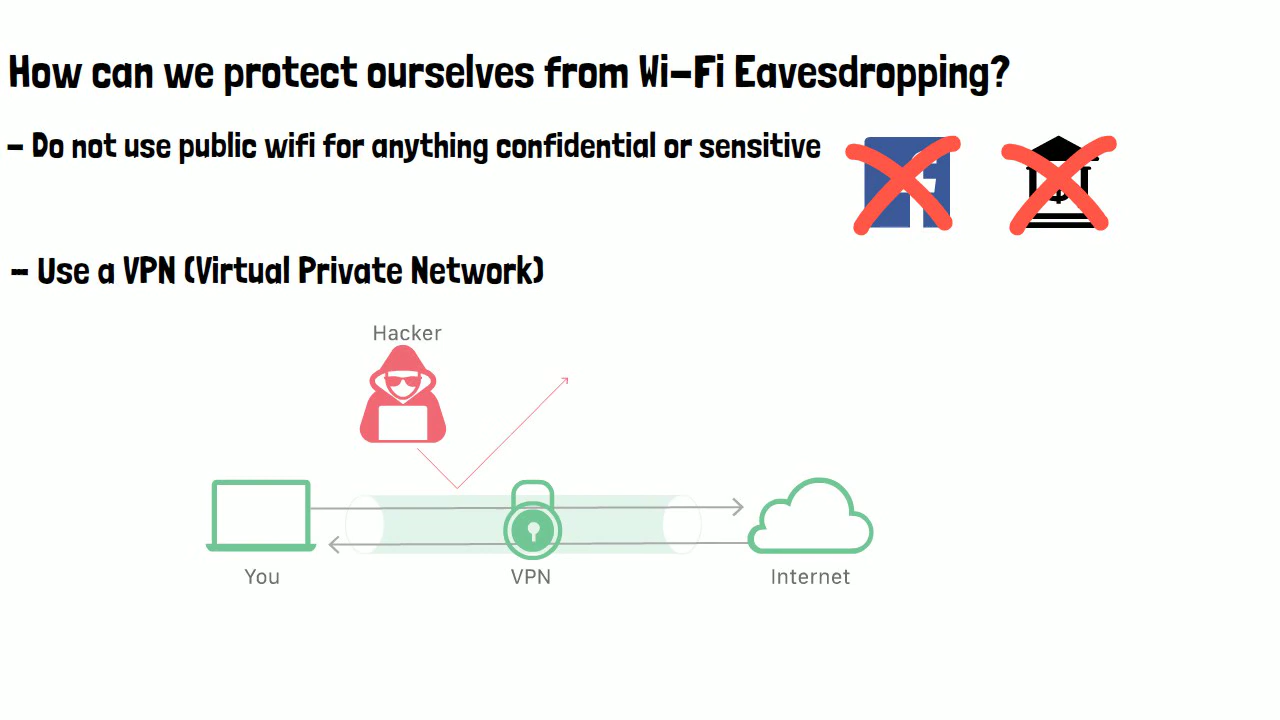 How can we protect ourselves from Wi-Fi Eavesdropping?
- Do not use public wifi for anything confidential or sensitive
- Use a VPN (Virtual Private Network)
Hacker
You
VPN
Internet